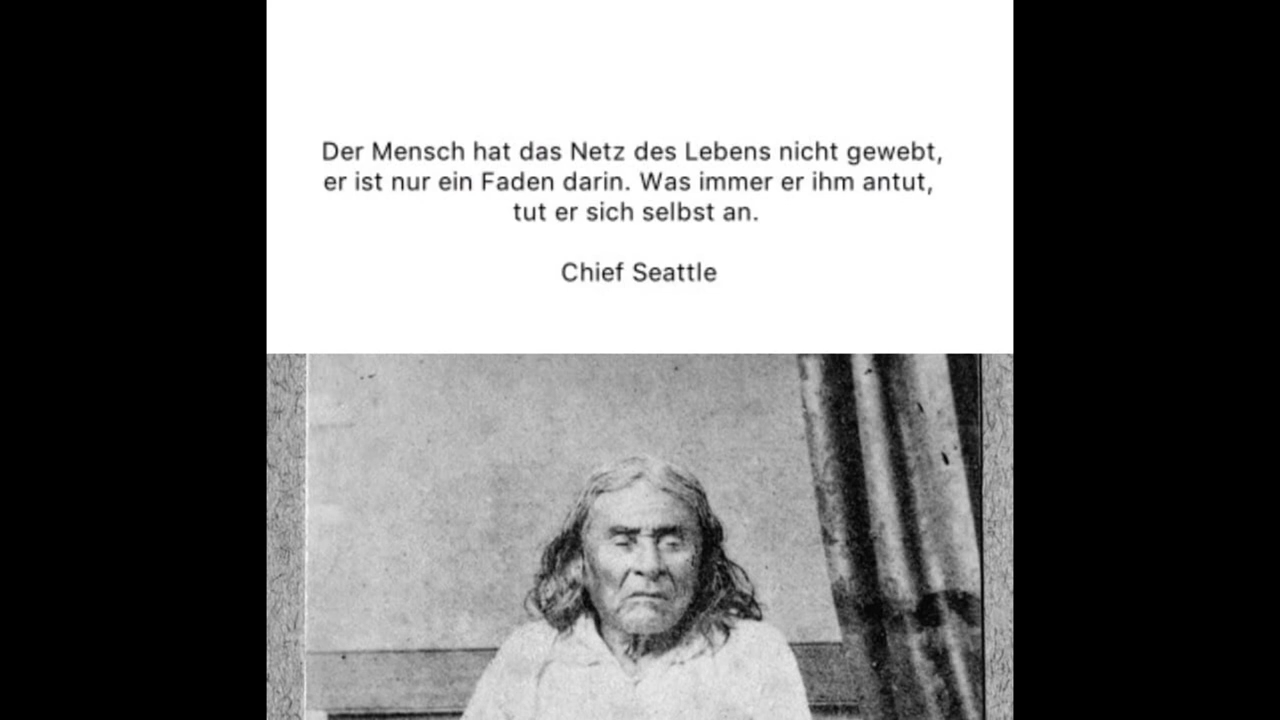 Der Mensch hat das Netz des Lebens nicht gewebt,
er ist nur ein Faden darin. Was immer er ihm antut,
tut er sich selbst an.
Chief Seattle